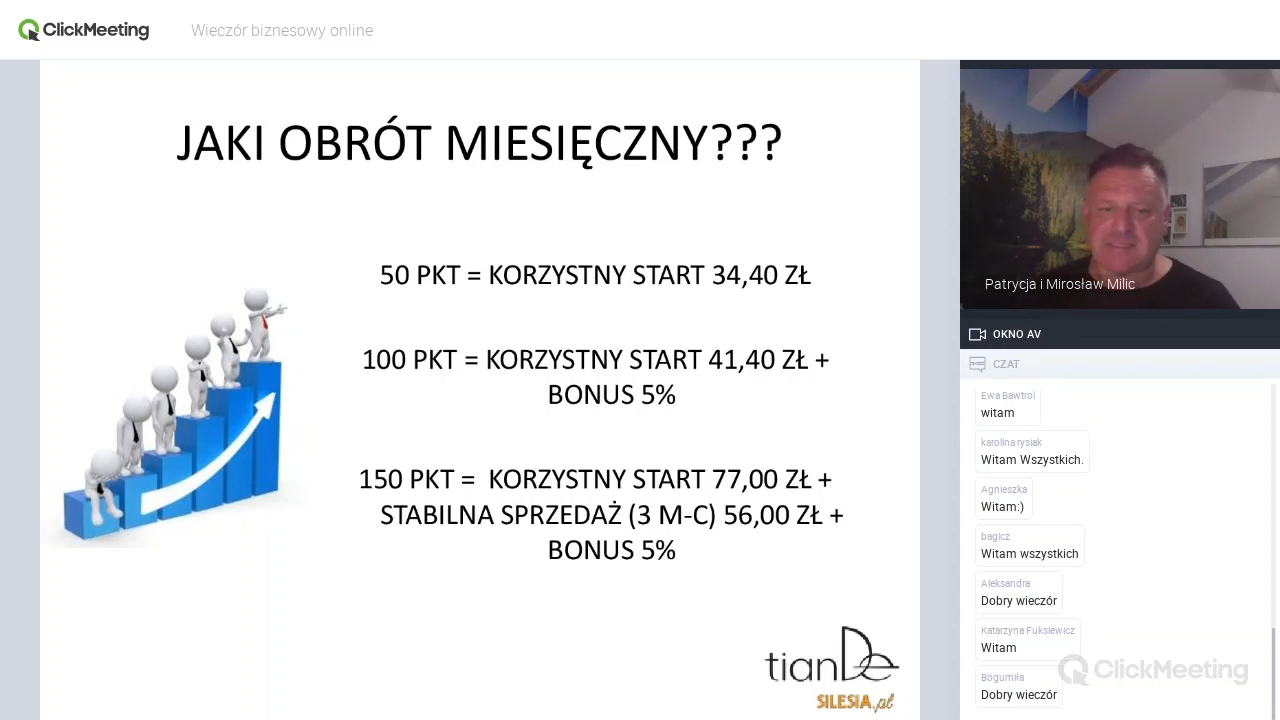 ClickMeeting
Wieczór biznesowy online
JAKI OBRÓT MIESIĘCZNY???
50 PKT = KORZYSTNY START 34,40 ZŁ
100 PKT = KORZYSTNY START 41,40 ZŁ +
BONUS 5%
150 PKT = KORZYSTNY START 77,00 ZŁ +
STABILNA SPRZEDAŻ (3 M-C) 56,00 ZŁ +
BONUS 5%
tianDe
SILESIA.pl
Patrycja i Mirosław Milic
OKNO AV
CZAT
Ewa Bawtrol
witam
karolina rysiak
Witam Wszystkich.
Agnieszka
Witam:)
bagicz
Witam wszystkich
Aleksandra
Dobry wieczór
Katarzyna Fuksiewicz
Witam
Bogumiła
Dobry wieczór
ClickMeeting